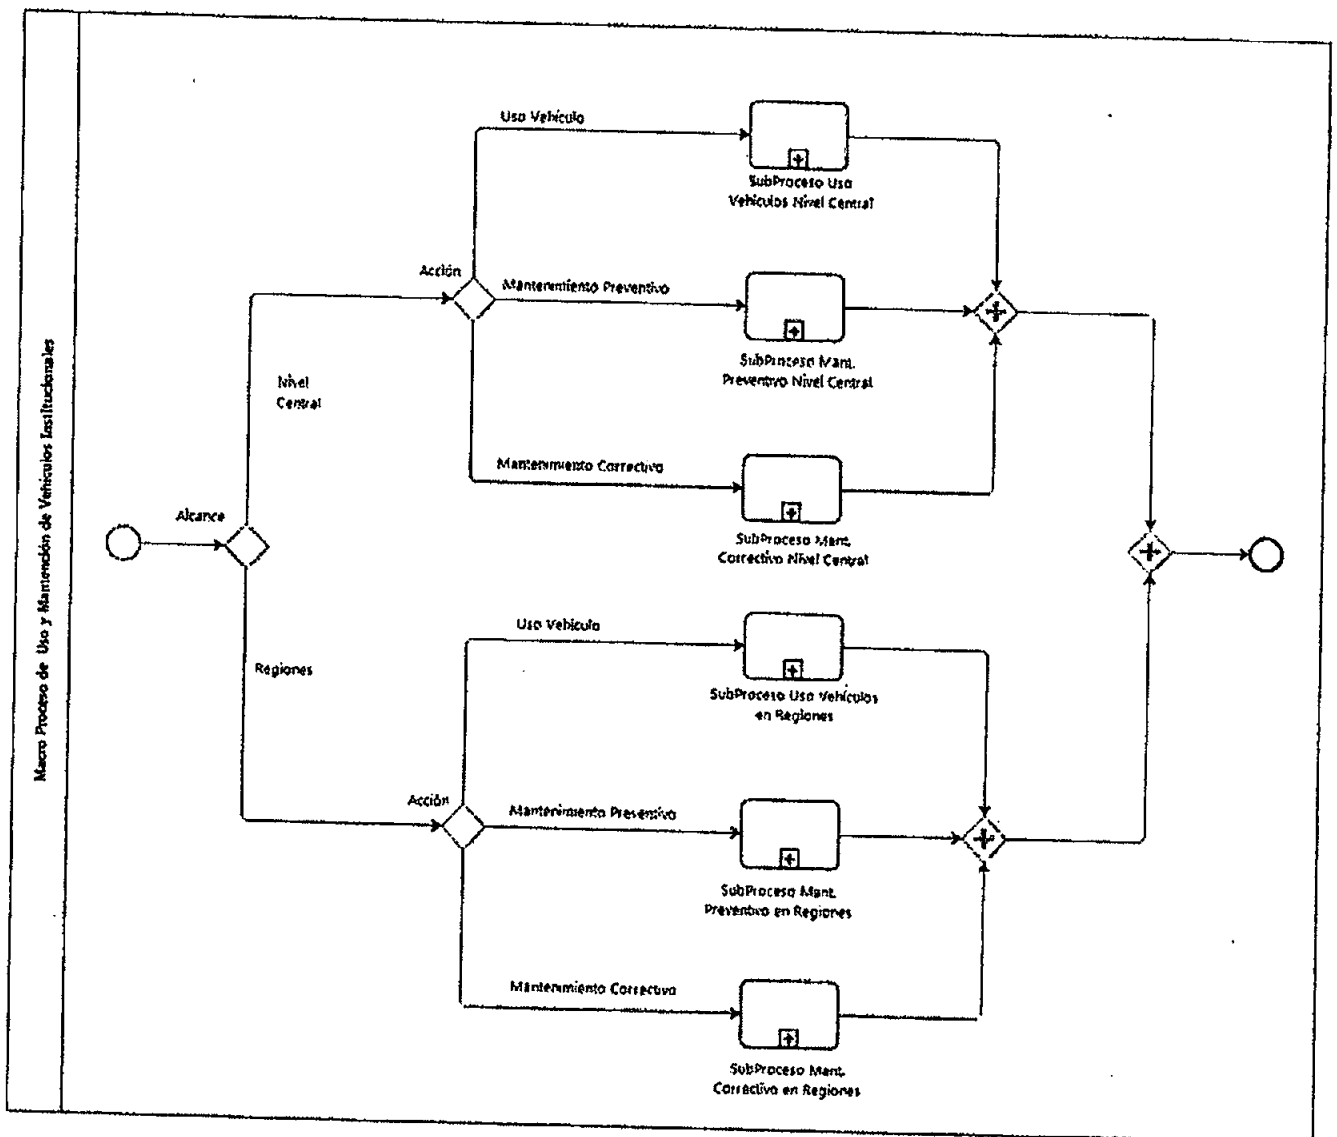 Macro Proceso de Uso y Mantención de Vehículos Institucionales
Uso Vehículo
SubProceso Uso
Vehículos Nivel Central
Acción
Mantenimiento Preventivo
SubProceso Mant.
Preventivo Nivel Central
Nivel
Central
Mantenimiento Correctivo
SubProceso Mant.
Correctivo Nivel Central
Alcance
Uso Vehículo
SubProceso Uso Vehículos
en Regiones
Regiones
Acción
Mantenimiento Preventivo
SubProceso Mant.
Preventivo en Regiones
Mantenimiento Correctivo
SubProceso Mant.
Correctivo en Regiones